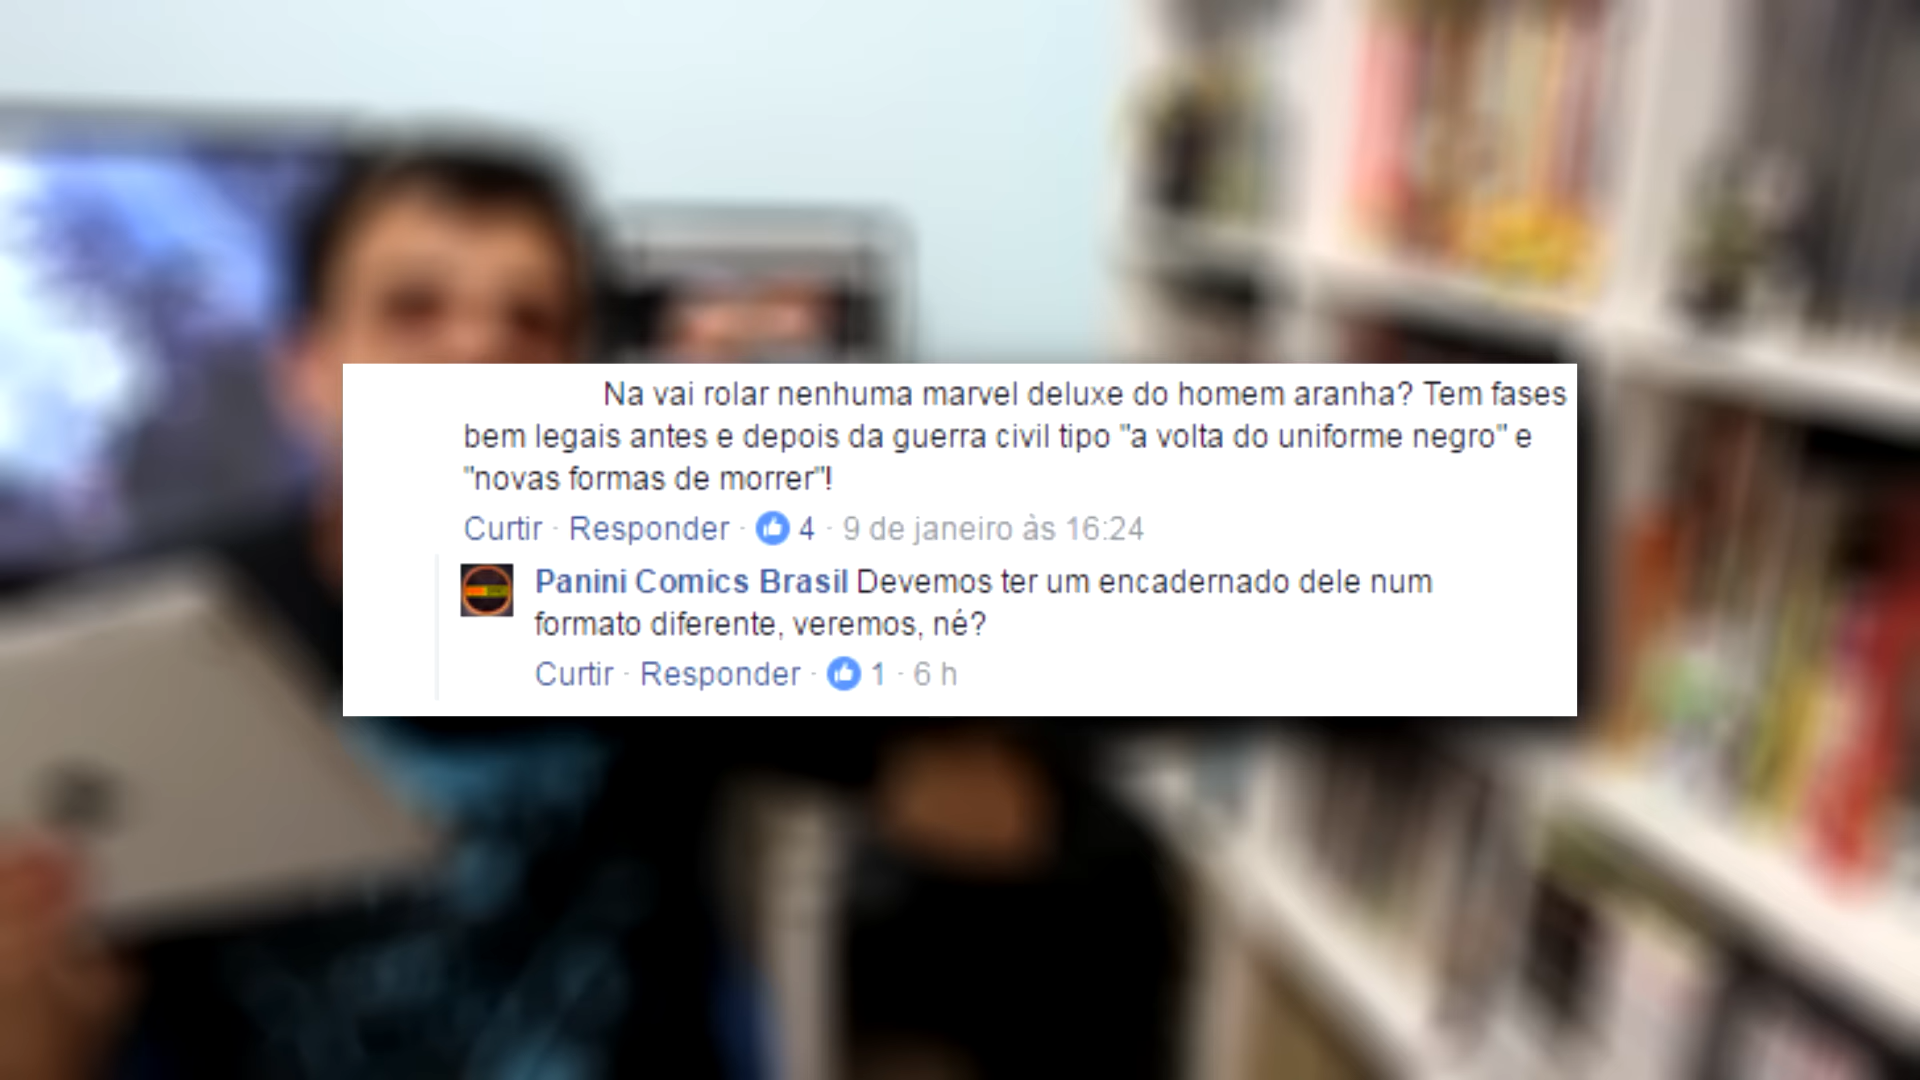 Na vai rolar nenhuma marvel deluxe do homem aranha? Tem fases
bem legais antes e depois da guerra civil tipo "a volta do uniforme negro" e
"novas formas de morrer"!
Curtir · Responder · 4 · 9 de janeiro às 16:24
Panini Comics Brasil Devemos ter um encadernado dele num
formato diferente, veremos, né?
Curtir · Responder · 1 · 6 h